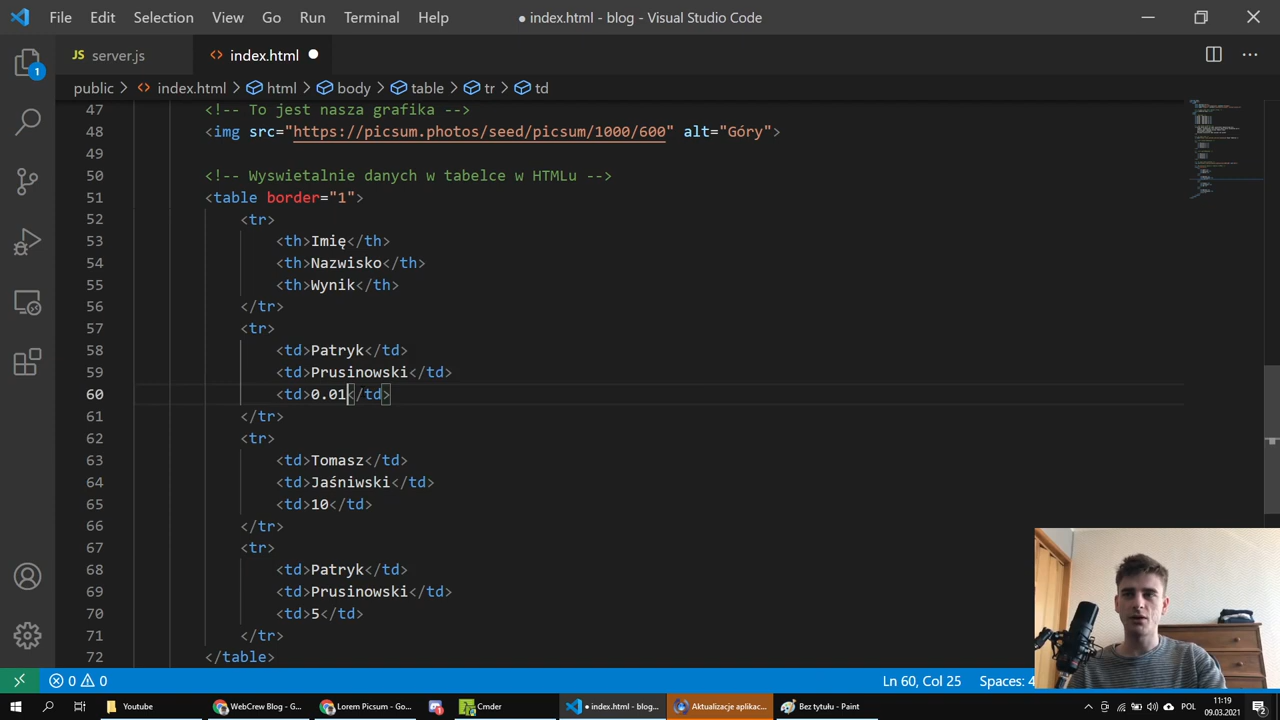 File Edit Selection View Go Run Terminal Help ● index.html - blog - Visual Studio Code
JS server.js <> index.html
public > <> index.html > html > body > table > tr > td
1
47 <!-- To jest nasza grafika -->
48 <img src="https://picsum.photos/seed/picsum/1000/600" alt="Góry">
49
50 <!-- Wyswietalnie danych w tabelce w HTMLu -->
51 <table border="1">
52 <tr>
53 <th>Imię</th>
54 <th>Nazwisko</th>
55 <th>Wynik</th>
56 </tr>
57 <tr>
58 <td>Patryk</td>
59 <td>Prusinowski</td>
60 <td>0.01</td>
61 </tr>
62 <tr>
63 <td>Tomasz</td>
64 <td>Jaśniwski</td>
65 <td>10</td>
66 </tr>
67 <tr>
68 <td>Patryk</td>
69 <td>Prusinowski</td>
70 <td>5</td>
71 </tr>
72 </table>
0 0 Ln 60, Col 25 Spaces: 4
Youtube WebCrew Blog - G... Lorem Picsum - Go... Cmder ● index.html - blog... Aktualizacje aplikac... Bez tytułu - Paint POL 11:19
09.03.2021 2